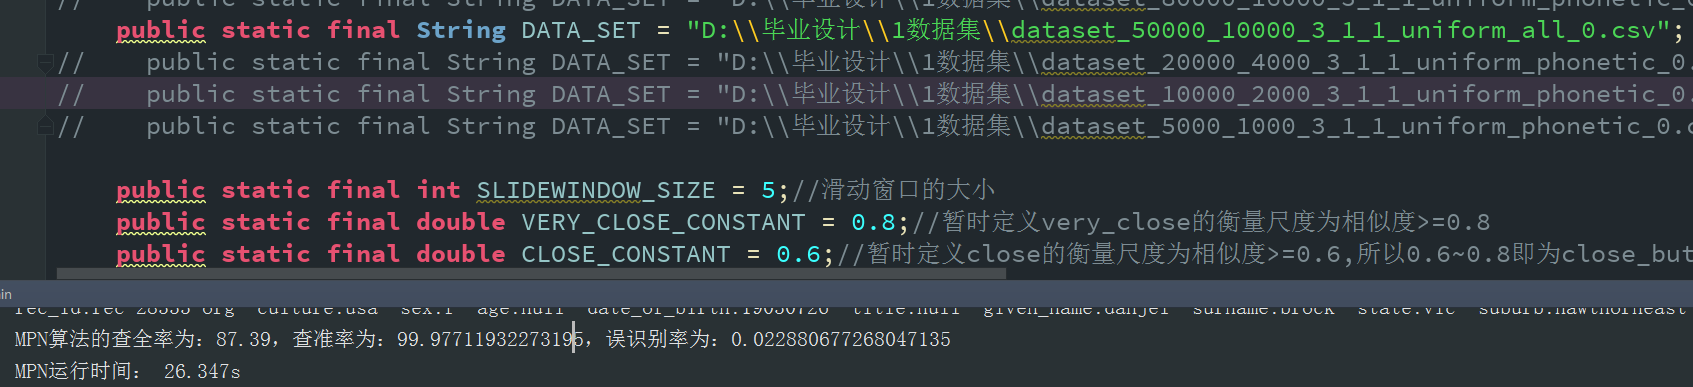 //      public static final String DATA_SET = "D:\\毕业设计\\1数据集\\dataset_80000_16000_3_1_1_uniform_phonetic
public static final String DATA_SET = "D:\\毕业设计\\1数据集\\dataset_50000_10000_3_1_1_uniform_all_0.csv";
//    public static final String DATA_SET = "D:\\毕业设计\\1数据集\\dataset_20000_4000_3_1_1_uniform_phonetic_0.
//    public static final String DATA_SET = "D:\\毕业设计\\1数据集\\dataset_10000_2000_3_1_1_uniform_phonetic_0.
//    public static final String DATA_SET = "D:\\毕业设计\\1数据集\\dataset_5000_1000_3_1_1_uniform_phonetic_0.c
public static final int SLIDEWINDOW_SIZE = 5;//滑动窗口的大小
public static final double VERY_CLOSE_CONSTANT = 0.8;//暂时定义very_close的衡量尺度为相似度>=0.8
public static final double CLOSE_CONSTANT = 0.6;//暂时定义close的衡量尺度为相似度>=0.6,所以0.6~0.8即为close_but
in
rec_id:rec-28333-org  culture:usa  sex:f  age:null  date_of_birth:19030726  title:null  given_name:danjel  surname:brock  state:vic  suburb:hawthorneast
MPN算法的查全率为：87.39，查准率为：99.97711932273195，误识别率为：0.022880677268047135
MPN运行时间： 26.347s